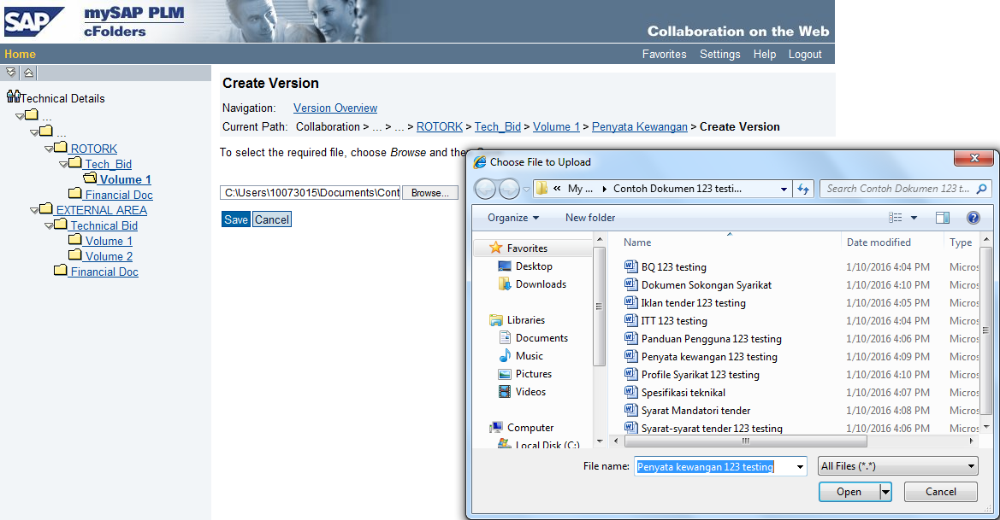 SAP
mySAP PLM
cFolders
Collaboration on the Web
Home
Favorites Settings Help Logout
Technical Details
...
...
ROTORK
Tech_Bid
Volume 1
Financial Doc
EXTERNAL AREA
Technical Bid
Volume 1
Volume 2
Financial Doc
Create Version
Navigation: Version Overview
Current Path: Collaboration > ... > ... > ROTORK > Tech_Bid > Volume 1 > Penyata Kewangan > Create Version
To select the required file, choose Browse and the
C:\Users\10073015\Documents\Cont Browse...
Save Cancel
Choose File to Upload
« My ... Contoh Dokumen 123 testi...
Search Contoh Dokumen 123 t...
Organize New folder
Favorites
Desktop
Downloads
Libraries
Documents
Music
Pictures
Videos
Computer
Local Disk (C:)
Name Date modified Type
BQ 123 testing 1/10/2016 4:04 PM Micros
Dokumen Sokongan Syarikat 1/10/2016 4:10 PM Micros
Iklan tender 123 testing 1/10/2016 4:05 PM Micros
ITT 123 testing 1/10/2016 4:04 PM Micros
Panduan Pengguna 123 testing 1/10/2016 4:06 PM Micros
Penyata kewangan 123 testing 1/10/2016 4:09 PM Micros
Profile Syarikat 123 testing 1/10/2016 4:10 PM Micros
Spesifikasi teknikal 1/10/2016 4:07 PM Micros
Syarat Mandatori tender 1/10/2016 4:08 PM Micros
Syarat-syarat tender 123 testing 1/10/2016 4:06 PM Micros
File name: Penyata kewangan 123 testing All Files (*.*)
Open Cancel